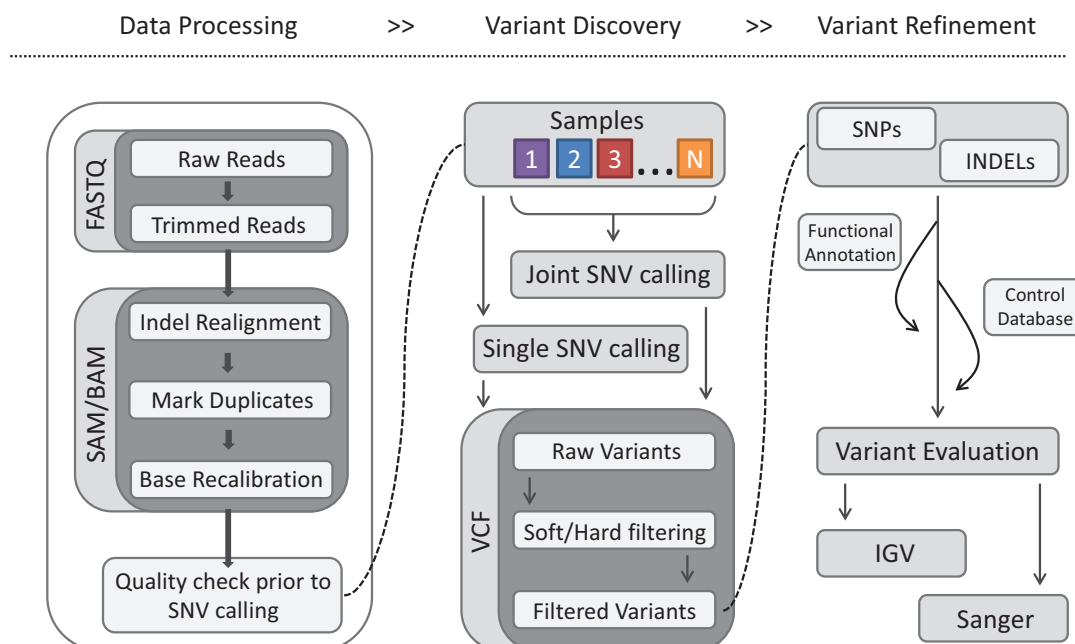 Data Processing >> Variant Discovery >> Variant Refinement
FASTQ
Raw Reads
Trimmed Reads
SAM/BAM
Indel Realignment
Mark Duplicates
Base Recalibration
Quality check prior to
SNV calling
Samples
1 2 3 ... N
Joint SNV calling
Single SNV calling
VCF
Raw Variants
Soft/Hard filtering
Filtered Variants
SNPs
INDELs
Functional
Annotation
Control
Database
Variant Evaluation
IGV
Sanger